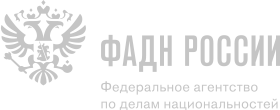 ФАДН РОССИИ
Федеральное агентство
по делам национальностей